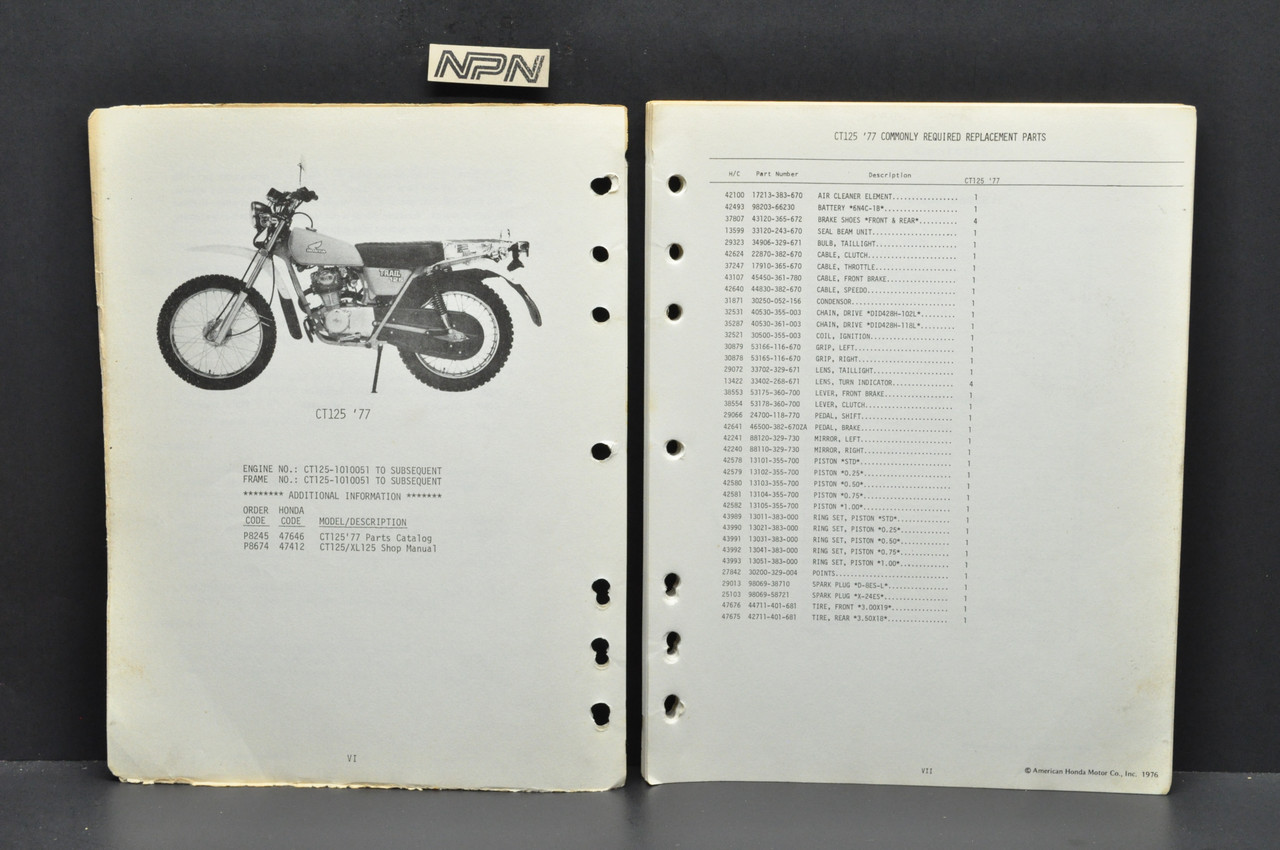 NPN
TRAIL
125
CT125 '77
ENGINE NO.: CT125-1010051 TO SUBSEQUENT
FRAME NO.: CT125-1010051 TO SUBSEQUENT
******** ADDITIONAL INFORMATION *******
ORDER HONDA
CODE CODE MODEL/DESCRIPTION
P8245 47646 CT125'77 Parts Catalog
P8674 47412 CT125/XL125 Shop Manual
VI
CT125 '77 COMMONLY REQUIRED REPLACEMENT PARTS
H/C Part Number Description CT125 '77
42100 17213-383-670 AIR CLEANER ELEMENT................. 1
42493 98203-66230 BATTERY *6N4C-1B*................... 1
37807 43120-365-672 BRAKE SHOES *FRONT & REAR*.......... 4
13599 33120-243-670 SEAL BEAM UNIT...................... 1
29323 34906-329-671 BULB, TAILLIGHT..................... 1
42624 22870-382-670 CABLE, CLUTCH....................... 1
37247 17910-365-670 CABLE, THROTTLE..................... 1
43107 45450-361-780 CABLE, FRONT BRAKE.................. 1
42640 44830-382-670 CABLE, SPEEDO....................... 1
31871 30250-052-156 CONDENSOR........................... 1
32531 40530-355-003 CHAIN, DRIVE *DID428H-102L*......... 1
35287 40530-361-003 CHAIN, DRIVE *DID428H-118L*......... 1
32521 30500-355-003 COIL, IGNITION...................... 1
30879 53166-116-670 GRIP, LEFT.......................... 1
30878 53165-116-670 GRIP, RIGHT......................... 1
29072 33702-329-671 LENS, TAILLIGHT..................... 1
13422 33402-268-671 LENS, TURN INDICATOR................ 4
38553 53175-360-700 LEVER, FRONT BRAKE.................. 1
38554 53178-360-700 LEVER, CLUTCH....................... 1
29066 24700-118-770 PEDAL, SHIFT........................ 1
42641 46500-382-670ZA PEDAL, BRAKE........................ 1
42241 88120-329-730 MIRROR, LEFT........................ 1
42240 88110-329-730 MIRROR, RIGHT....................... 1
42578 13101-355-700 PISTON *STD*........................ 1
42579 13102-355-700 PISTON *0.25*....................... 1
42580 13103-355-700 PISTON *0.50*....................... 1
42581 13104-355-700 PISTON *0.75*....................... 1
42582 13105-355-700 PISTON *1.00*....................... 1
43989 13011-383-000 RING SET, PISTON *STD*.............. 1
43990 13021-383-000 RING SET, PISTON *0.25*............. 1
43991 13031-383-000 RING SET, PISTON *0.50*............. 1
43992 13041-383-000 RING SET, PISTON *0.75*............. 1
43993 13051-383-000 RING SET, PISTON *1.00*............. 1
27842 30200-329-004 POINTS.............................. 1
29013 98069-38710 SPARK PLUG *D-8ES-L*................ 1
25103 98069-58721 SPARK PLUG *X-24ES*................. 1
47676 44711-401-681 TIRE, FRONT *3.00X19*............... 1
47675 42711-401-681 TIRE, REAR *3.50X18*................ 1
VII
© American Honda Motor Co., Inc. 1976